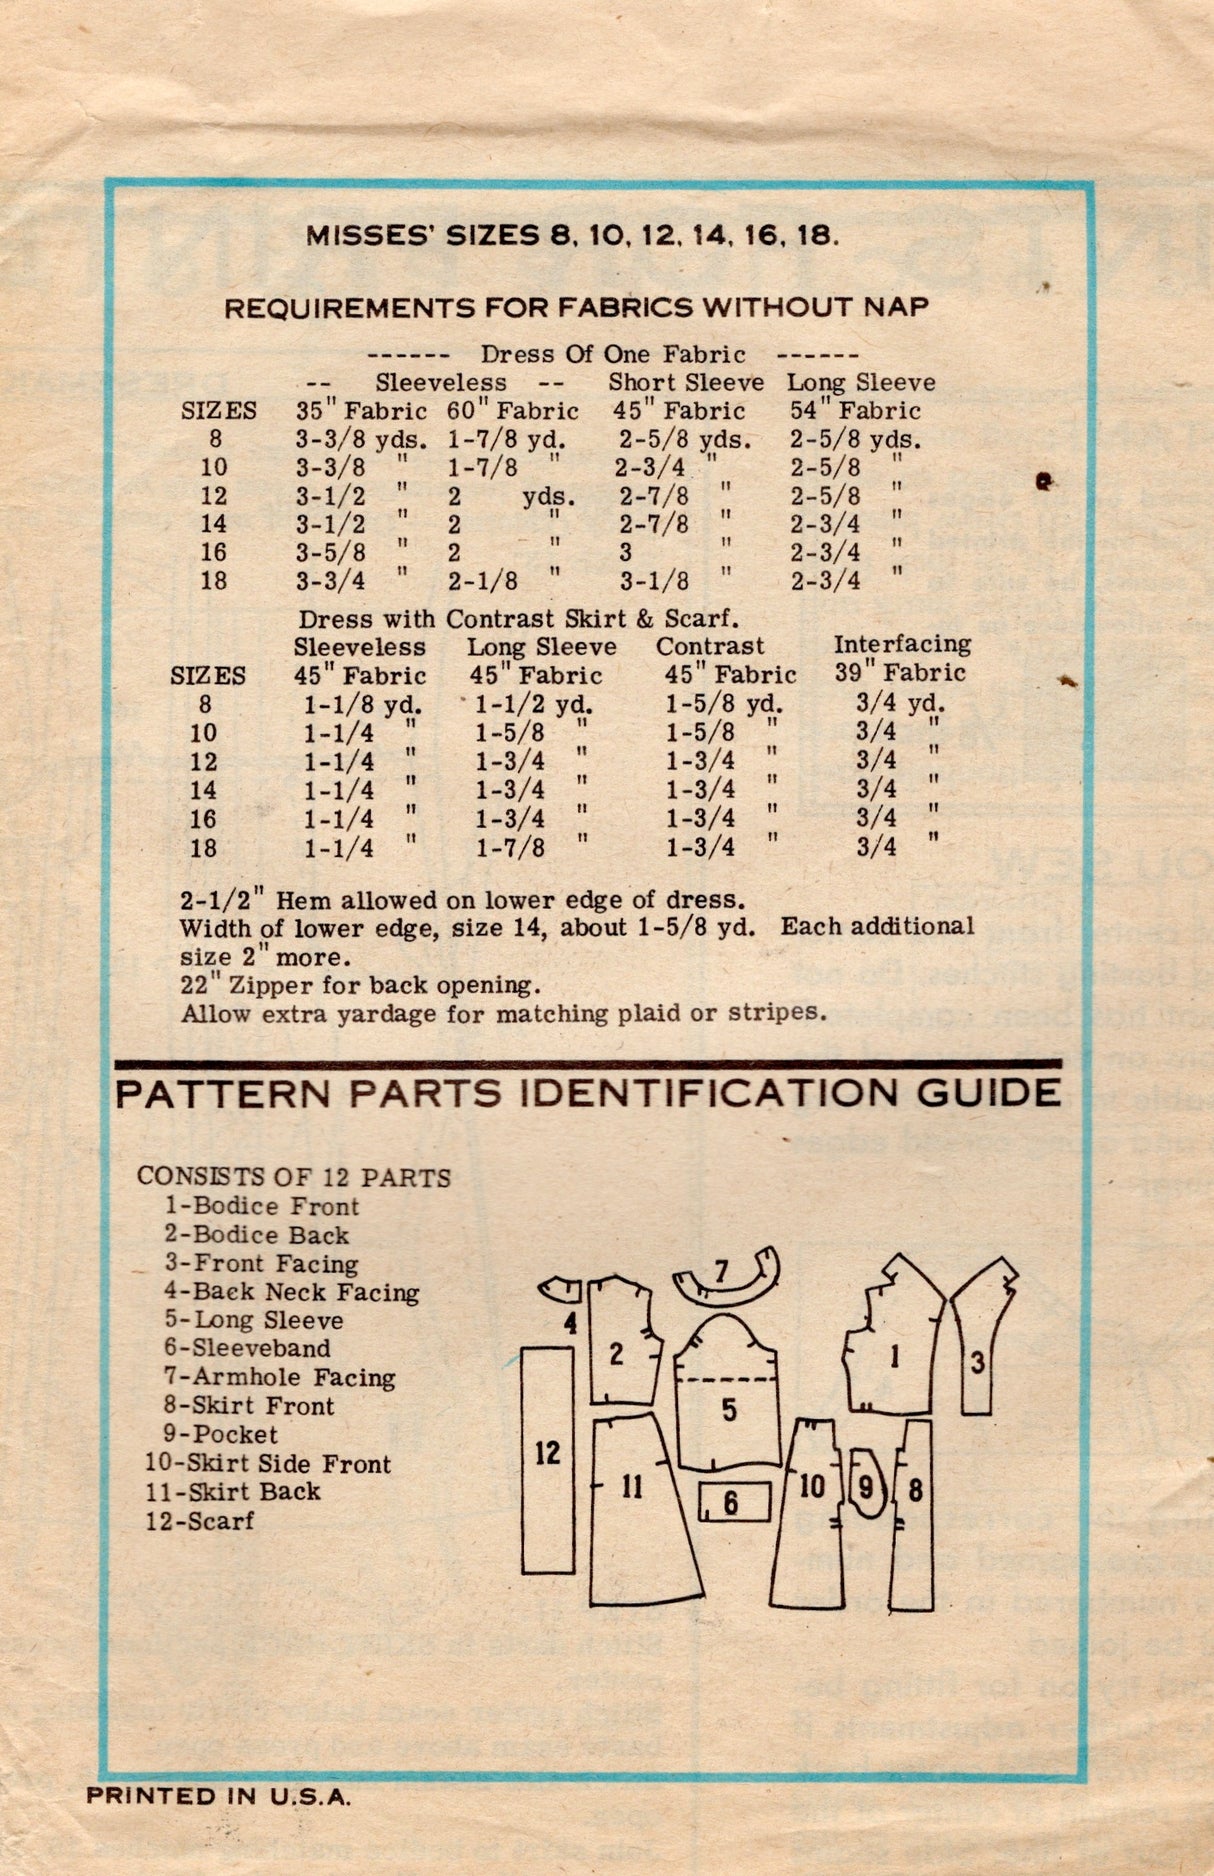 MISSES' SIZES 8, 10, 12, 14, 16, 18.
REQUIREMENTS FOR FABRICS WITHOUT NAP
------ Dress Of One Fabric ------
-- Sleeveless -- Short Sleeve Long Sleeve
SIZES 35" Fabric 60" Fabric 45" Fabric 54" Fabric
8 3-3/8 yds. 1-7/8 yd. 2-5/8 yds. 2-5/8 yds.
10 3-3/8 " 1-7/8 " 2-3/4 " 2-5/8 "
12 3-1/2 " 2 yds. 2-7/8 " 2-5/8 "
14 3-1/2 " 2 " 2-7/8 " 2-3/4 "
16 3-5/8 " 2 " 3 " 2-3/4 "
18 3-3/4 " 2-1/8 " 3-1/8 " 2-3/4 "
Dress with Contrast Skirt & Scarf.
Sleeveless Long Sleeve Contrast Interfacing
SIZES 45" Fabric 45" Fabric 45" Fabric 39" Fabric
8 1-1/8 yd. 1-1/2 yd. 1-5/8 yd. 3/4 yd.
10 1-1/4 " 1-5/8 " 1-5/8 " 3/4 "
12 1-1/4 " 1-3/4 " 1-3/4 " 3/4 "
14 1-1/4 " 1-3/4 " 1-3/4 " 3/4 "
16 1-1/4 " 1-3/4 " 1-3/4 " 3/4 "
18 1-1/4 " 1-7/8 " 1-3/4 " 3/4 "
2-1/2" Hem allowed on lower edge of dress.
Width of lower edge, size 14, about 1-5/8 yd. Each additional
size 2" more.
22" Zipper for back opening.
Allow extra yardage for matching plaid or stripes.
PATTERN PARTS IDENTIFICATION GUIDE
CONSISTS OF 12 PARTS
1-Bodice Front
2-Bodice Back
3-Front Facing
4-Back Neck Facing
5-Long Sleeve
6-Sleeveband
7-Armhole Facing
8-Skirt Front
9-Pocket
10-Skirt Side Front
11-Skirt Back
12-Scarf
7
4
2
1
3
5
12
11
6
10
9
8
PRINTED IN U.S.A.